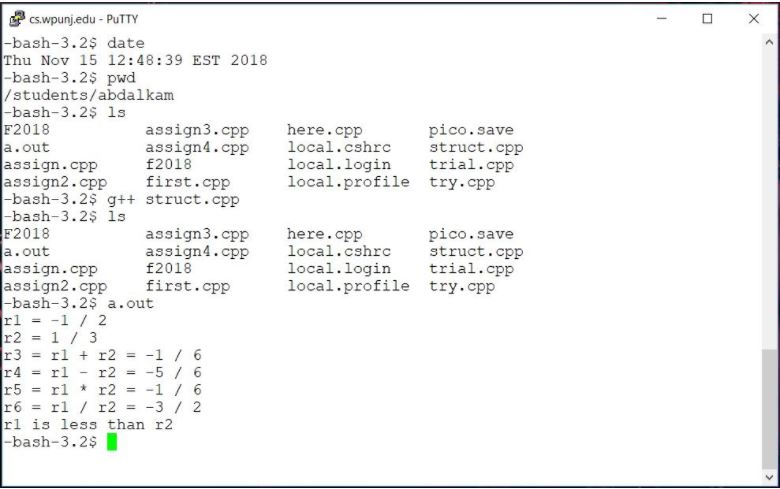 cs.wpunj.edu - PuTTY
-bash-3.2$ date
Thu Nov 15 12:48:39 EST 2018
-bash-3.2$ pwd
/students/abdalkam
-bash-3.2$ ls
F2018 assign3.cpp here.cpp pico.save
a.out assign4.cpp local.cshrc struct.cpp
assign.cpp f2018 local.login trial.cpp
assign2.cpp first.cpp local.profile try.cpp
-bash-3.2$ g++ struct.cpp
-bash-3.2$ ls
F2018 assign3.cpp here.cpp pico.save
a.out assign4.cpp local.cshrc struct.cpp
assign.cpp f2018 local.login trial.cpp
assign2.cpp first.cpp local.profile try.cpp
-bash-3.2$ a.out
r1 = -1 / 2
r2 = 1 / 3
r3 = r1 + r2 = -1 / 6
r4 = r1 - r2 = -5 / 6
r5 = r1 * r2 = -1 / 6
r6 = r1 / r2 = -3 / 2
r1 is less than r2
-bash-3.2$